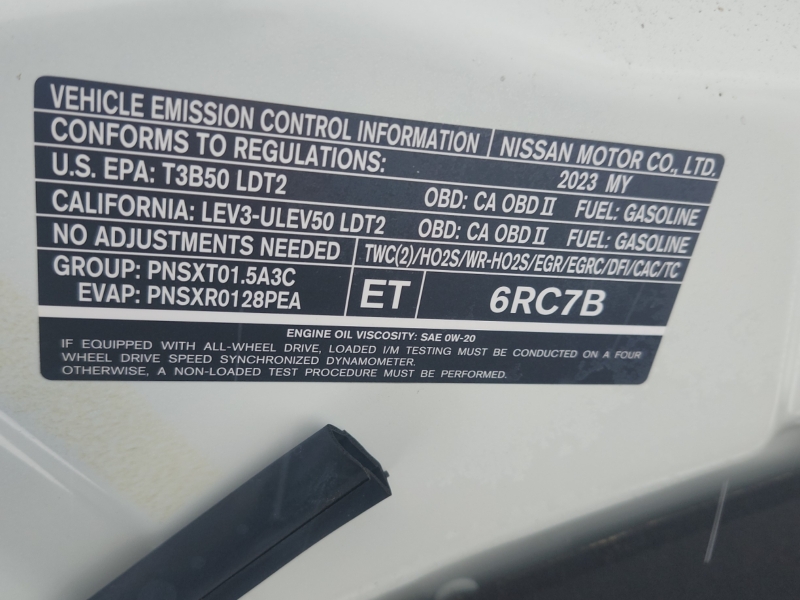 VEHICLE EMISSION CONTROL INFORMATION NISSAN MOTOR CO., LTD.
CONFORMS TO REGULATIONS: 2023 MY
U.S. EPA: T3B50 LDT2 OBD: CA OBD II FUEL: GASOLINE
CALIFORNIA: LEV3-ULEV50 LDT2 OBD: CA OBD II FUEL: GASOLINE
NO ADJUSTMENTS NEEDED TWC(2)/HO2S/WR-HO2S/EGR/EGRC/DFI/CAC/TC
GROUP: PNSXT01.5A3C
EVAP: PNSXR0128PEA
ET 6RC7B
ENGINE OIL VISCOSITY: SAE 0W-20
IF EQUIPPED WITH ALL-WHEEL DRIVE, LOADED I/M TESTING MUST BE CONDUCTED ON A FOUR
WHEEL DRIVE SPEED SYNCHRONIZED DYNAMOMETER.
OTHERWISE, A NON-LOADED TEST PROCEDURE MUST BE PERFORMED.